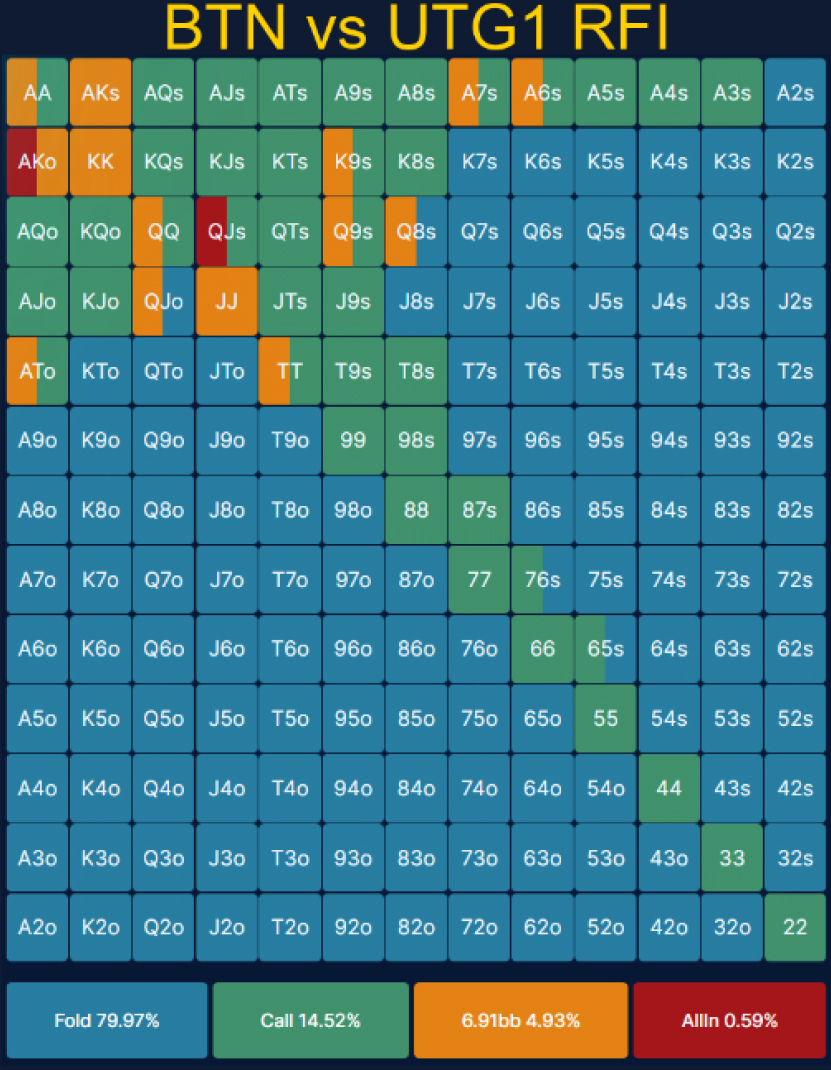 BTN vs UTG1 RFI
AA AKs AQs AJs ATs A9s A8s A7s A6s A5s A4s A3s A2s
AKo KK KQs KJs KTs K9s K8s K7s K6s K5s K4s K3s K2s
AQo KQo QQ QJs QTs Q9s Q8s Q7s Q6s Q5s Q4s Q3s Q2s
AJo KJo QJo JJ JTs J9s J8s J7s J6s J5s J4s J3s J2s
ATo KTo QTo JTo TT T9s T8s T7s T6s T5s T4s T3s T2s
A9o K9o Q9o J9o T9o 99 98s 97s 96s 95s 94s 93s 92s
A8o K8o Q8o J8o T8o 98o 88 87s 86s 85s 84s 83s 82s
A7o K7o Q7o J7o T7o 97o 87o 77 76s 75s 74s 73s 72s
A6o K6o Q6o J6o T6o 96o 86o 76o 66 65s 64s 63s 62s
A5o K5o Q5o J5o T5o 95o 85o 75o 65o 55 54s 53s 52s
A4o K4o Q4o J4o T4o 94o 84o 74o 64o 54o 44 43s 42s
A3o K3o Q3o J3o T3o 93o 83o 73o 63o 53o 43o 33 32s
A2o K2o Q2o J2o T2o 92o 82o 72o 62o 52o 42o 32o 22
Fold 79.97% Call 14.52% 6.91bb 4.93% AllIn 0.59%